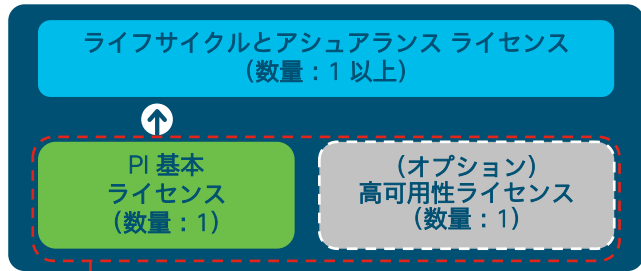 ライフサイクルとアシュアランス ライセンス
（数量：1 以上）
PI 基本
ライセンス
（数量：1）
（オプション）
高可用性ライセンス
（数量：1）